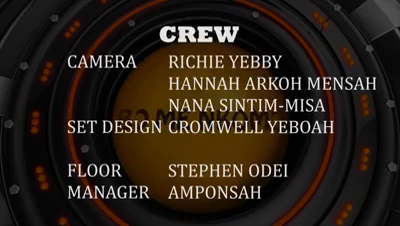 CREW
CAMERA RICHIE YEBBY
HANNAH ARKOH MENSAH
NANA SINTIM-MISA
SET DESIGN CROMWELL YEBOAH
FLOOR STEPHEN ODEI
MANAGER AMPONSAH